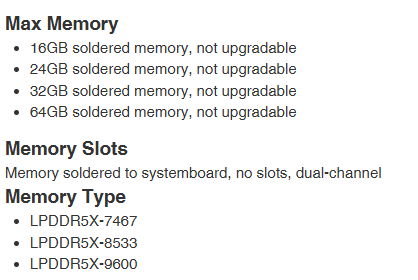 Max Memory
• 16GB soldered memory, not upgradable
• 24GB soldered memory, not upgradable
• 32GB soldered memory, not upgradable
• 64GB soldered memory, not upgradable
Memory Slots
Memory soldered to systemboard, no slots, dual-channel
Memory Type
• LPDDR5X-7467
• LPDDR5X-8533
• LPDDR5X-9600